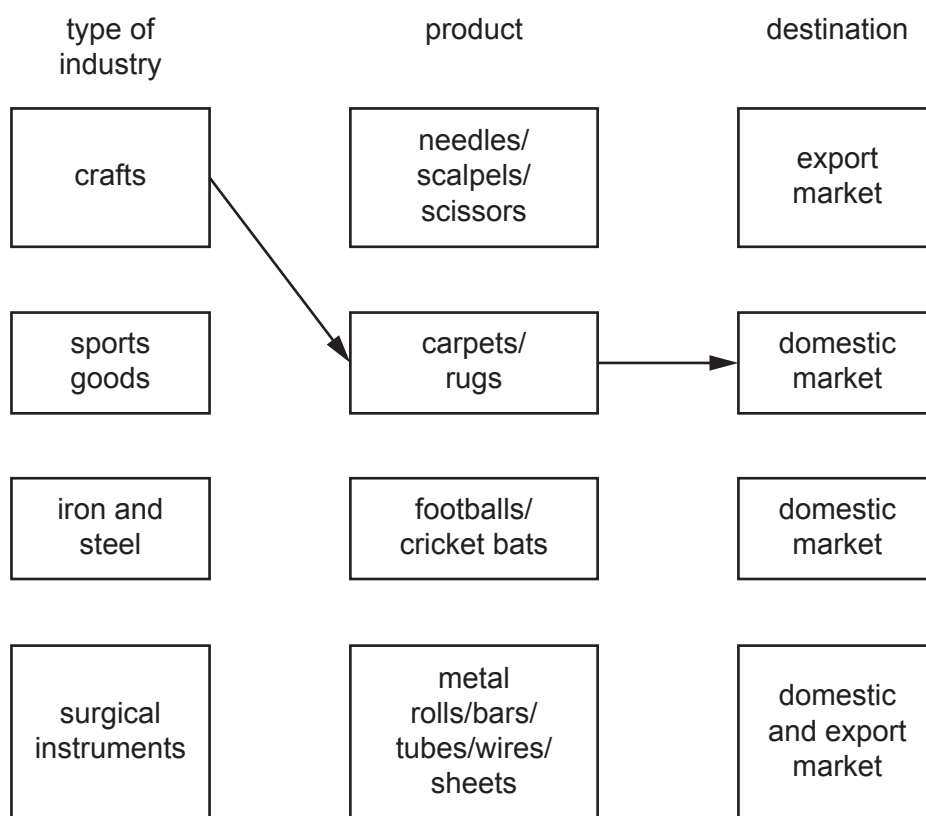 type of
industry
product
destination
crafts
needles/
scalpels/
scissors
export
market
sports
goods
carpets/
rugs
domestic
market
iron and
steel
footballs/
cricket bats
domestic
market
surgical
instruments
metal
rolls/bars/
tubes/wires/
sheets
domestic
and export
market